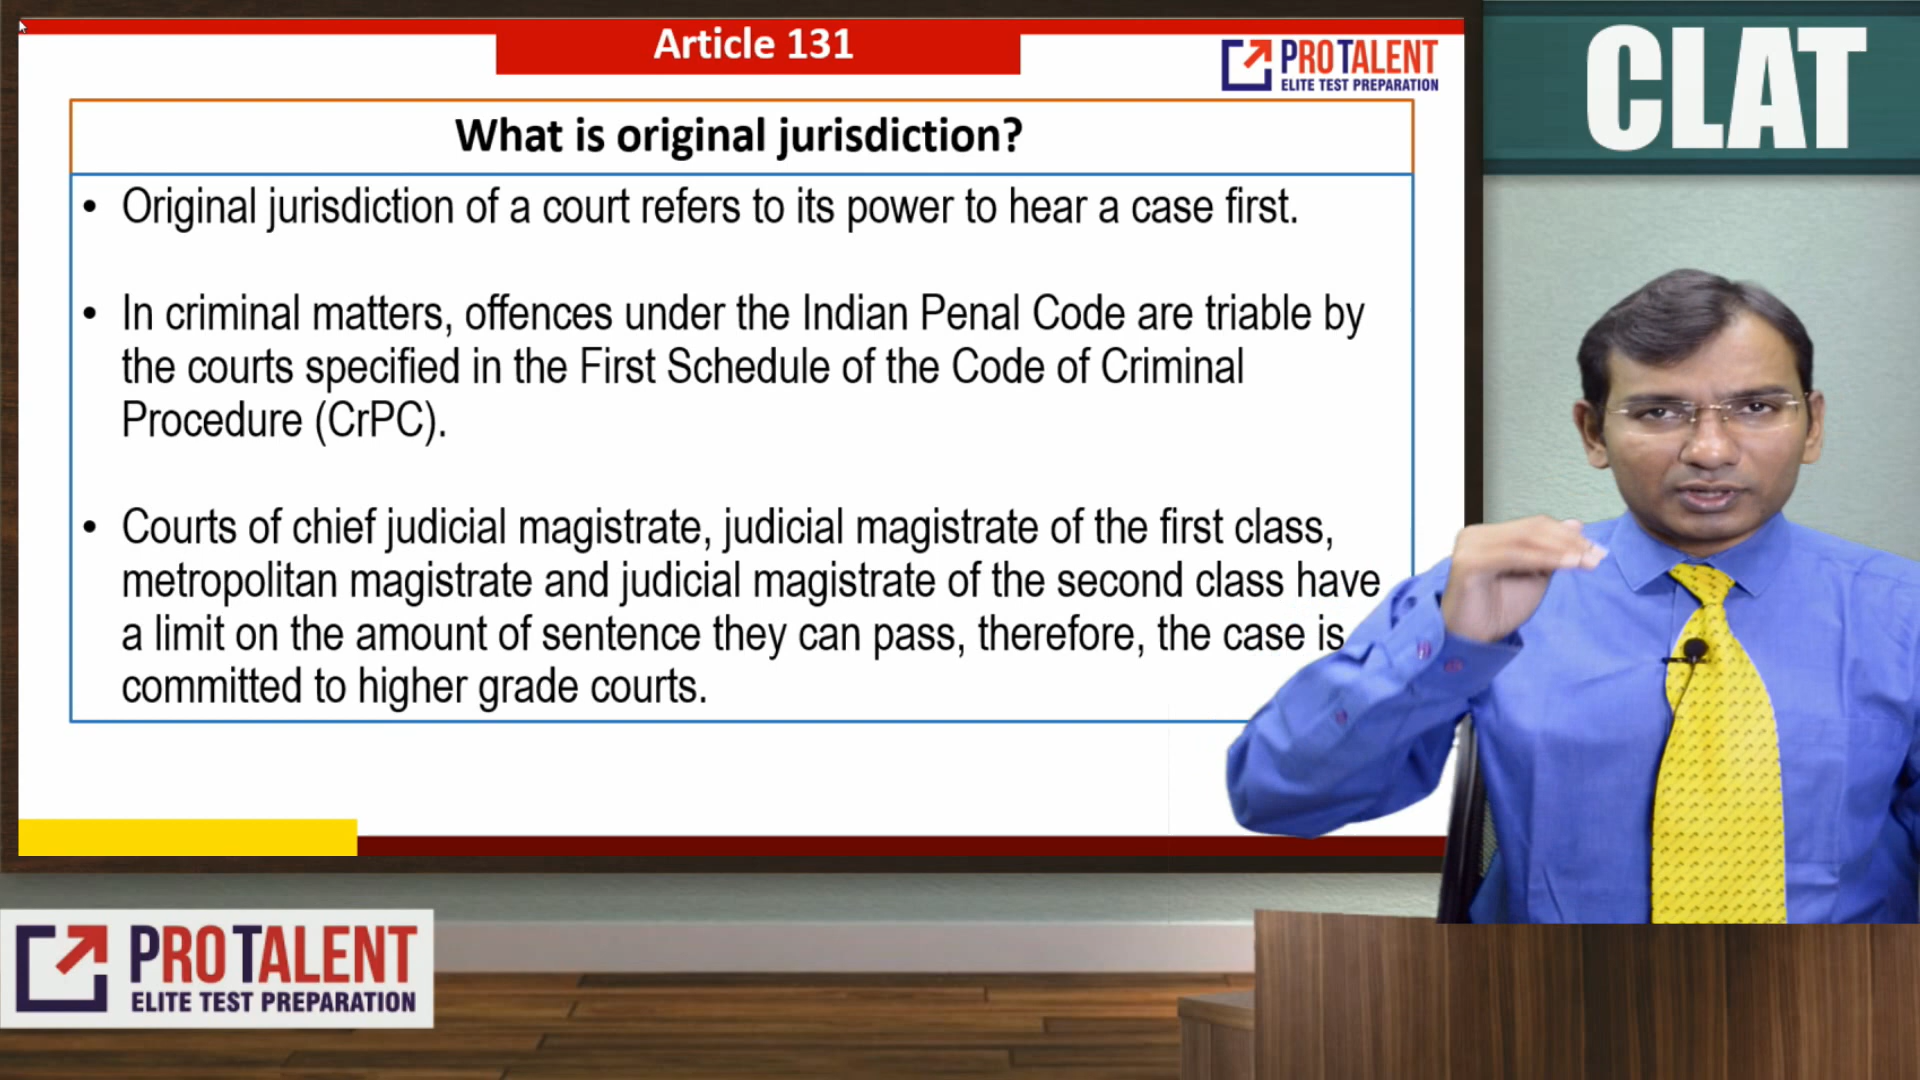 Article 131
PRO TALENT
ELITE TEST PREPARATION
CLAT
What is original jurisdiction?
• Original jurisdiction of a court refers to its power to hear a case first.
• In criminal matters, offences under the Indian Penal Code are triable by
the courts specified in the First Schedule of the Code of Criminal
Procedure (CrPC).
• Courts of chief judicial magistrate, judicial magistrate of the first class,
metropolitan magistrate and judicial magistrate of the second class have
a limit on the amount of sentence they can pass, therefore, the case is
committed to higher grade courts.
PRO TALENT
ELITE TEST PREPARATION